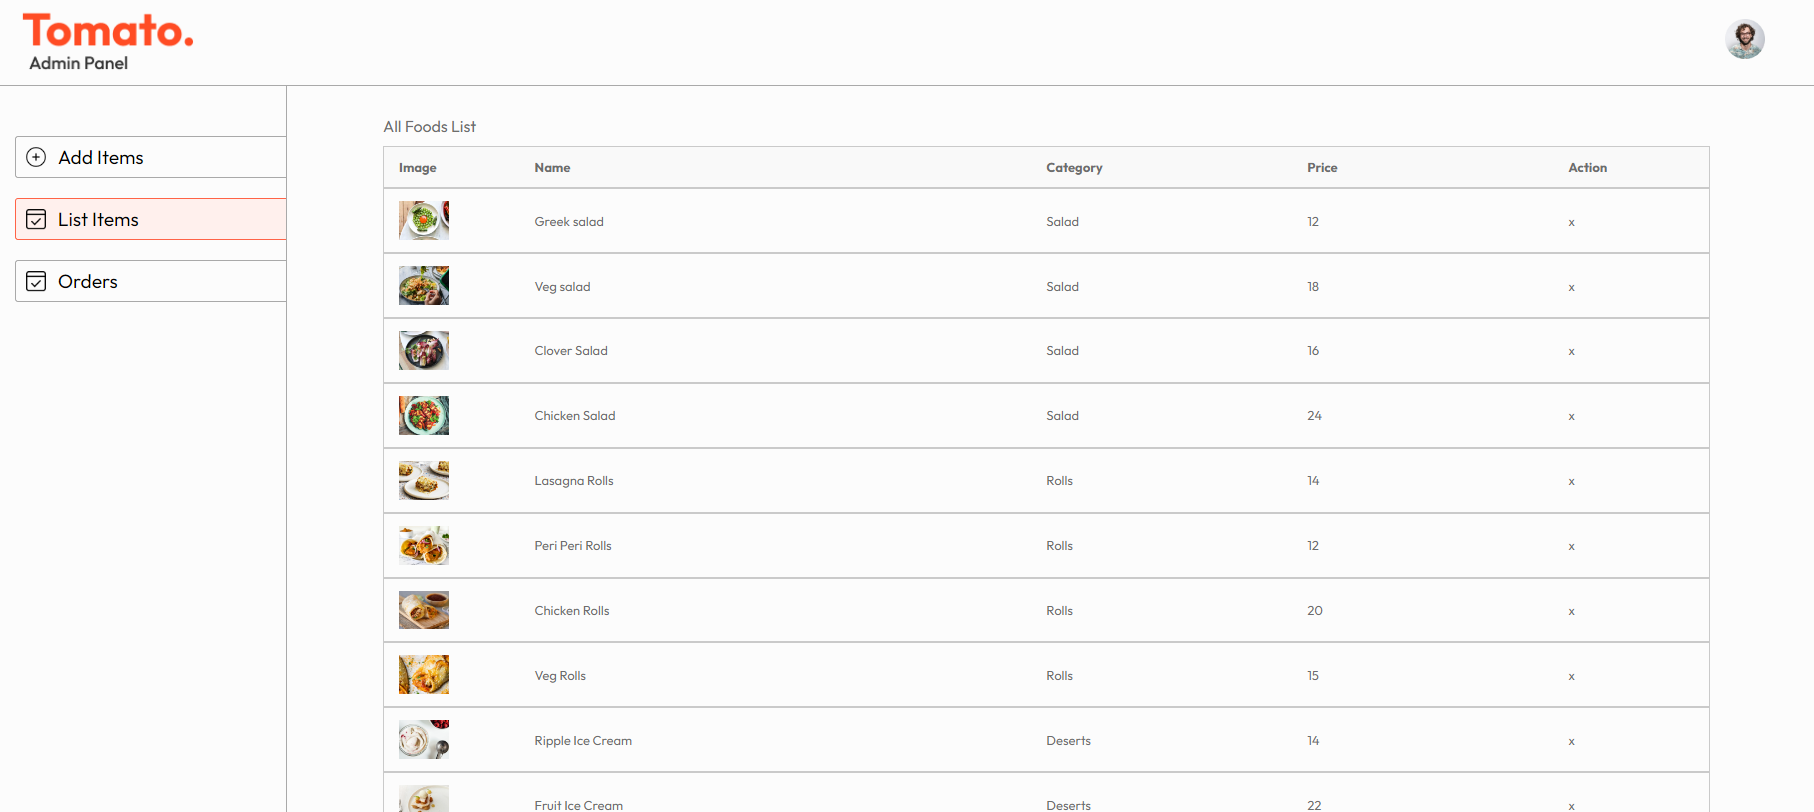 Tomato.
Admin Panel
Add Items
List Items
Orders
All Foods List
Image Name Category Price Action
Greek salad Salad 12 x
Veg salad Salad 18 x
Clover Salad Salad 16 x
Chicken Salad Salad 24 x
Lasagna Rolls Rolls 14 x
Peri Peri Rolls Rolls 12 x
Chicken Rolls Rolls 20 x
Veg Rolls Rolls 15 x
Ripple Ice Cream Deserts 14 x
Fruit Ice Cream Deserts 22 x